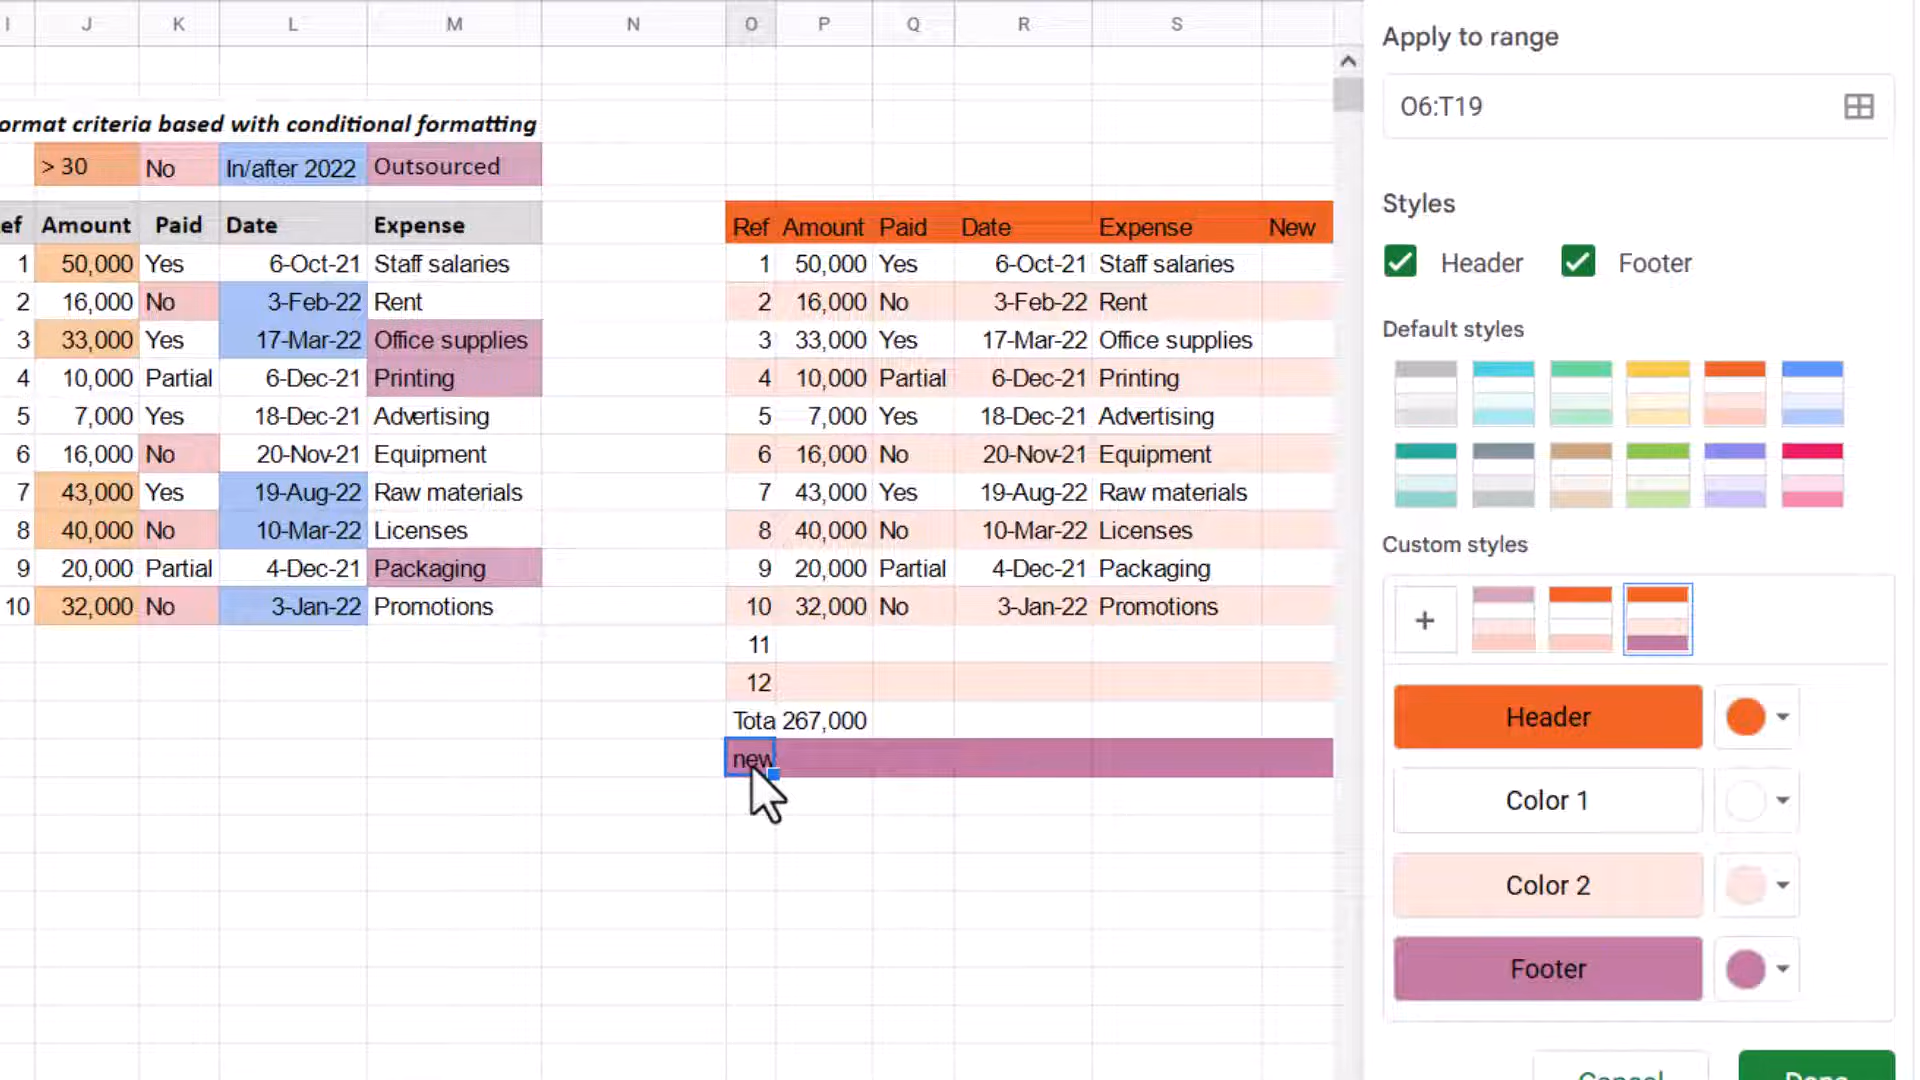 I J K L M N O P Q R S
Apply to range
O6:T19
ormat criteria based with conditional formatting
> 30 No In/after 2022 Outsourced
Styles
Header Footer
ef Amount Paid Date Expense
1 50,000 Yes 6-Oct-21 Staff salaries
2 16,000 No 3-Feb-22 Rent
3 33,000 Yes 17-Mar-22 Office supplies
4 10,000 Partial 6-Dec-21 Printing
5 7,000 Yes 18-Dec-21 Advertising
6 16,000 No 20-Nov-21 Equipment
7 43,000 Yes 19-Aug-22 Raw materials
8 40,000 No 10-Mar-22 Licenses
9 20,000 Partial 4-Dec-21 Packaging
10 32,000 No 3-Jan-22 Promotions
Ref Amount Paid Date Expense New
1 50,000 Yes 6-Oct-21 Staff salaries
2 16,000 No 3-Feb-22 Rent
3 33,000 Yes 17-Mar-22 Office supplies
4 10,000 Partial 6-Dec-21 Printing
5 7,000 Yes 18-Dec-21 Advertising
6 16,000 No 20-Nov-21 Equipment
7 43,000 Yes 19-Aug-22 Raw materials
8 40,000 No 10-Mar-22 Licenses
9 20,000 Partial 4-Dec-21 Packaging
10 32,000 No 3-Jan-22 Promotions
11
12
Tota 267,000
new
Default styles
Custom styles
+
Header
Color 1
Color 2
Footer
Cancel Done